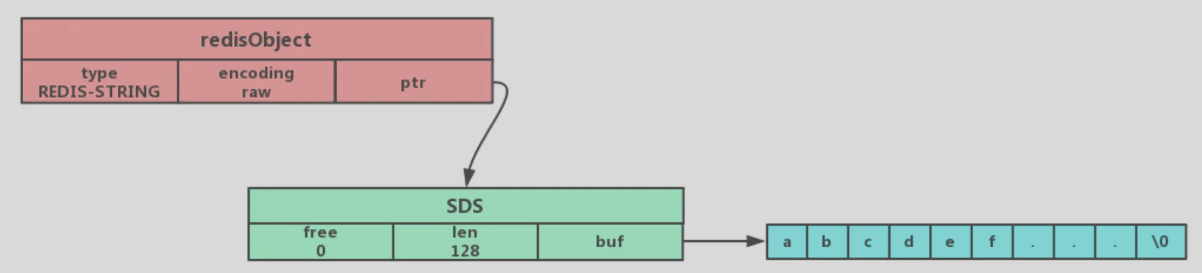 redisObject
type encoding ptr
REDIS-STRING raw
SDS
free len buf
0 128
a b c d e f . . . \0